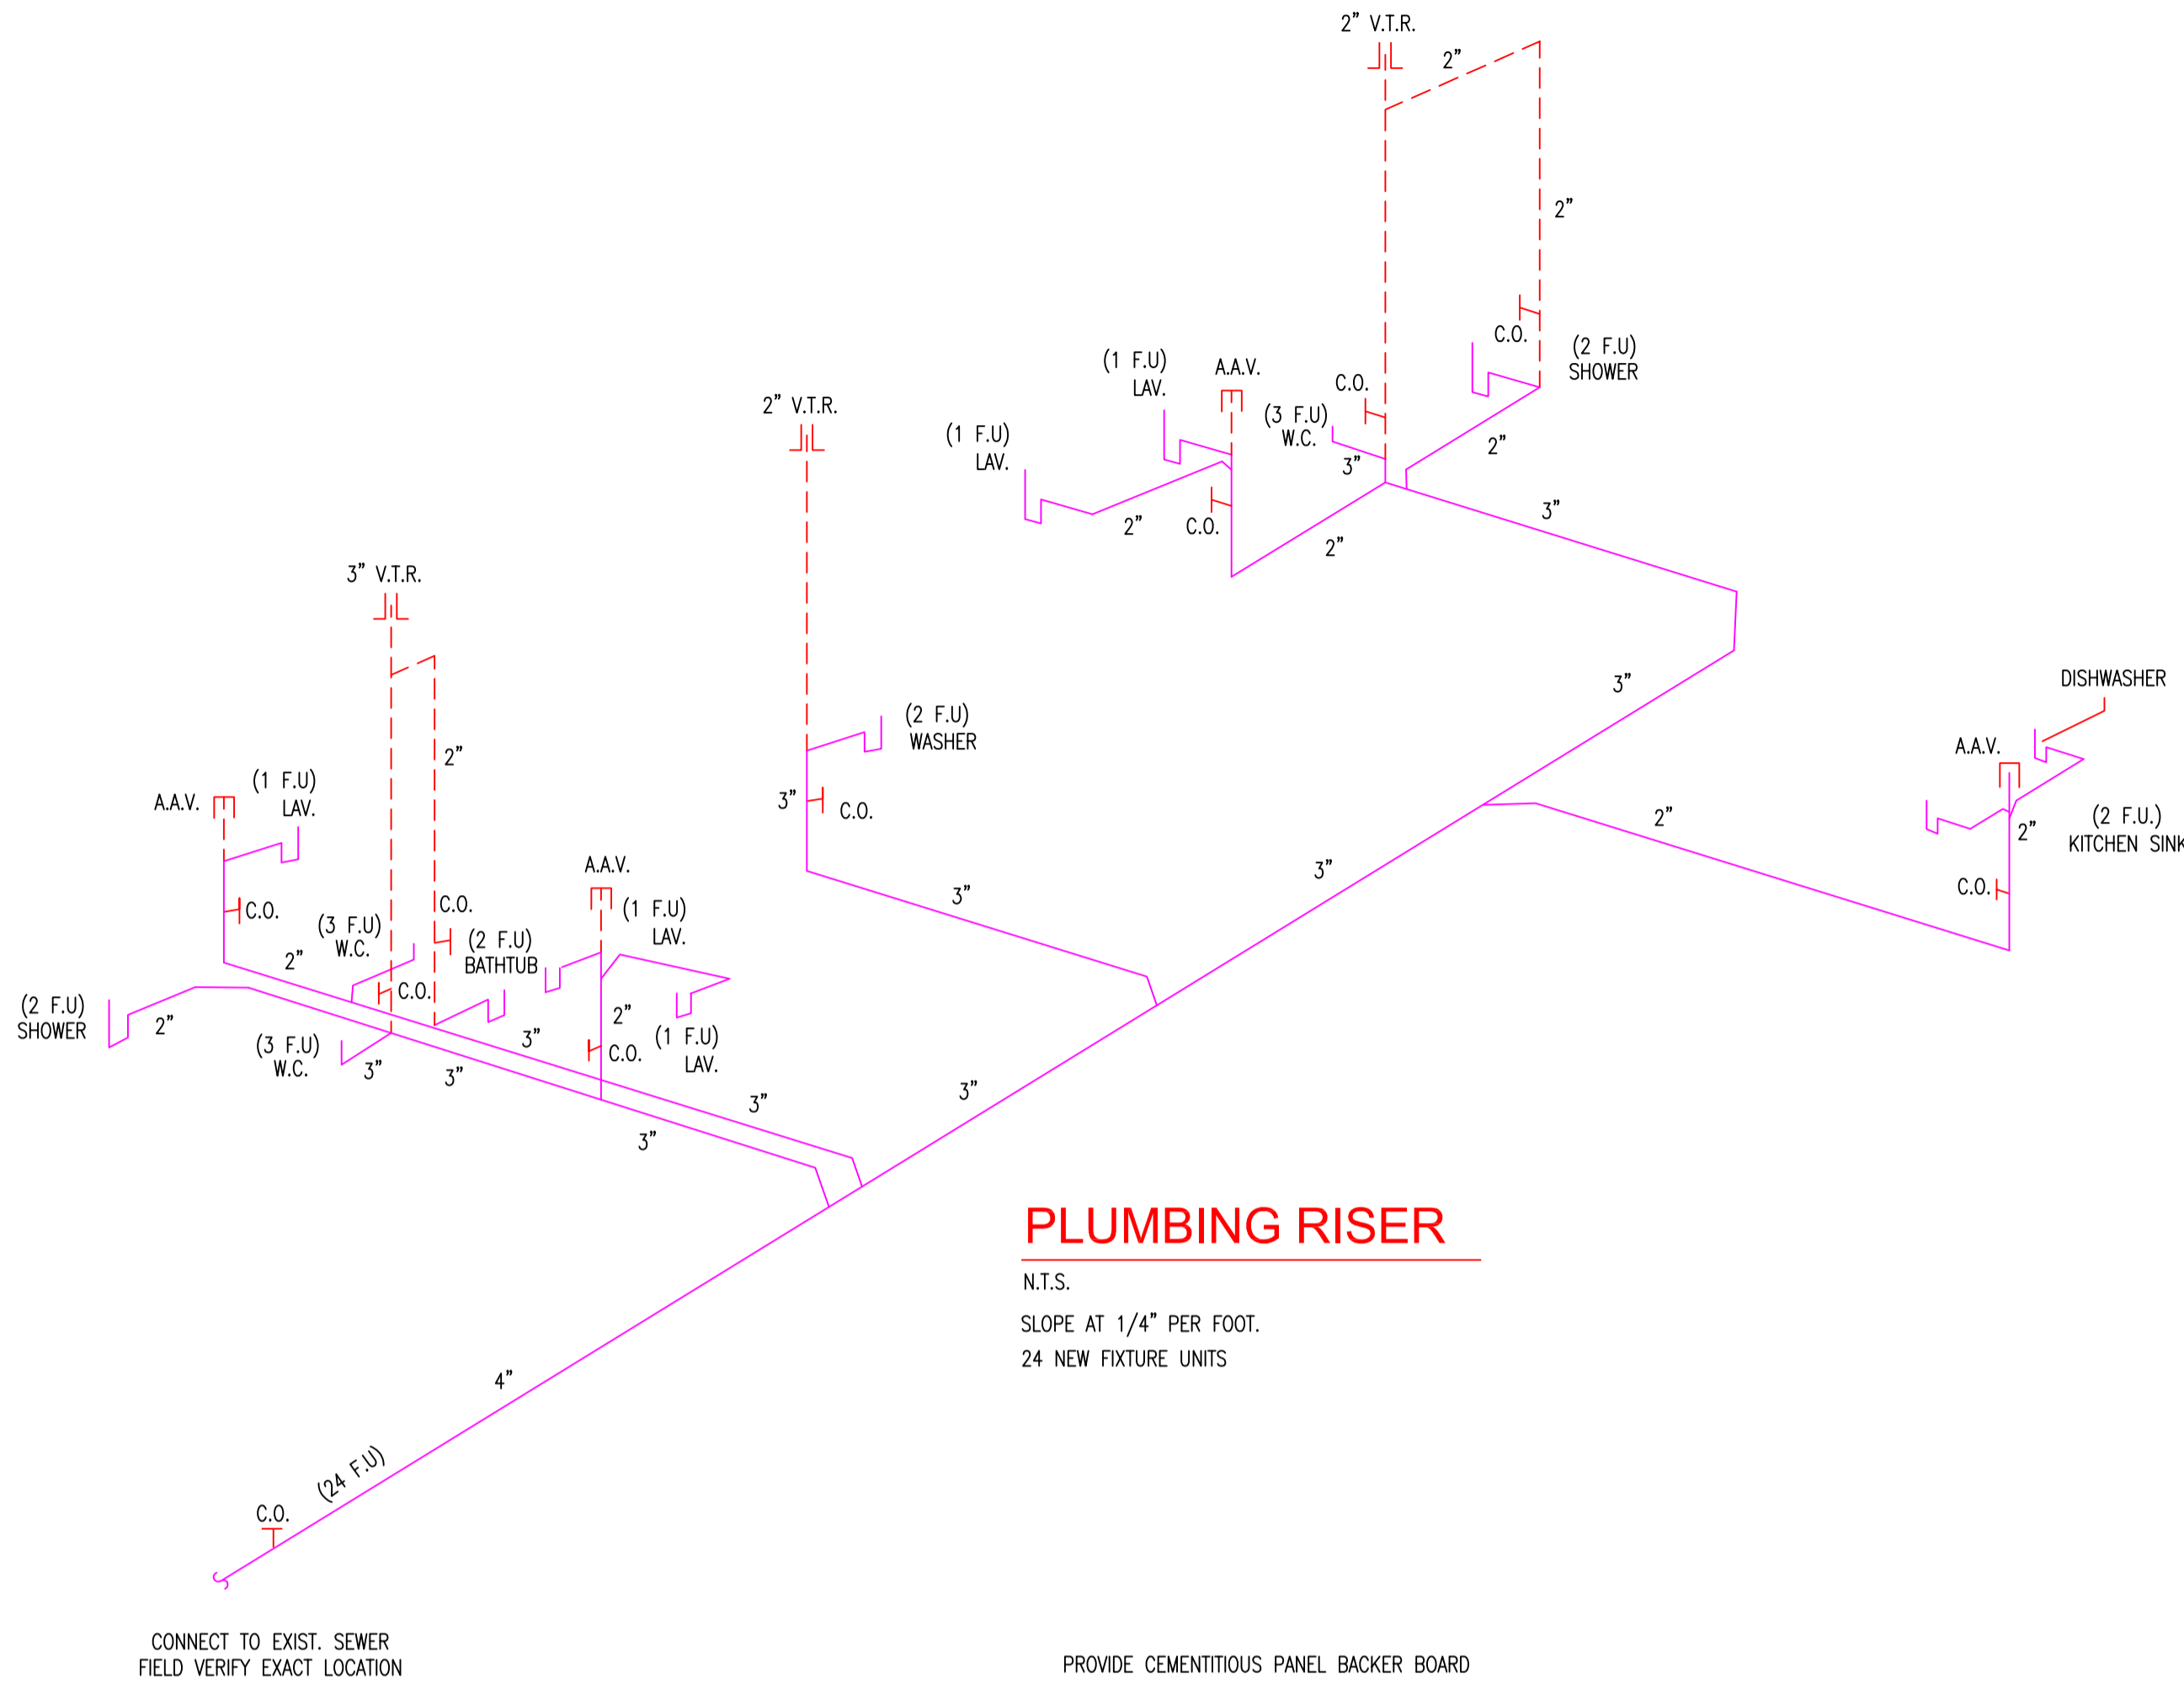 2" V.T.R.
2"
2"
C.O.
(2 F.U)
SHOWER
(1 F.U)
LAV.
A.A.V.
C.O.
(3 F.U)
W.C.
3"
2"
2" V.T.R.
(1 F.U)
LAV.
2"
C.O.
2"
3"
3" V.T.R.
3"
DISHWASHER
A.A.V.
(2 F.U)
WASHER
2"
A.A.V.
(1 F.U)
LAV.
3"
C.O.
2"
2"
(2 F.U.)
KITCHEN SINK
C.O.
3"
3"
A.A.V.
(1 F.U)
LAV.
C.O.
C.O.
(3 F.U)
W.C.
(2 F.U)
BATHTUB
2"
C.O.
(2 F.U)
SHOWER
2"
2"
(1 F.U)
LAV.
C.O.
3"
(3 F.U)
W.C.
3"
3"
3"
3"
3"
PLUMBING RISER
N.T.S.
SLOPE AT 1/4" PER FOOT.
24 NEW FIXTURE UNITS
4"
(24 F.U)
C.O.
CONNECT TO EXIST. SEWER
FIELD VERIFY EXACT LOCATION
PROVIDE CEMENTITIOUS PANEL BACKER BOARD